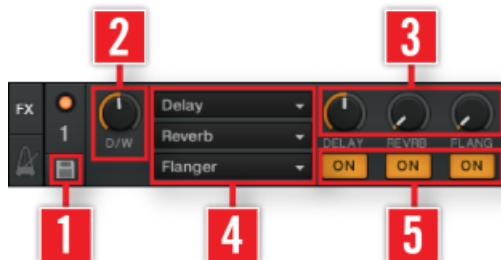 2
3
FX
1
D/W
Delay
Reverb
Flanger
DELAY REVRB FLANG
ON ON ON
1
4
5